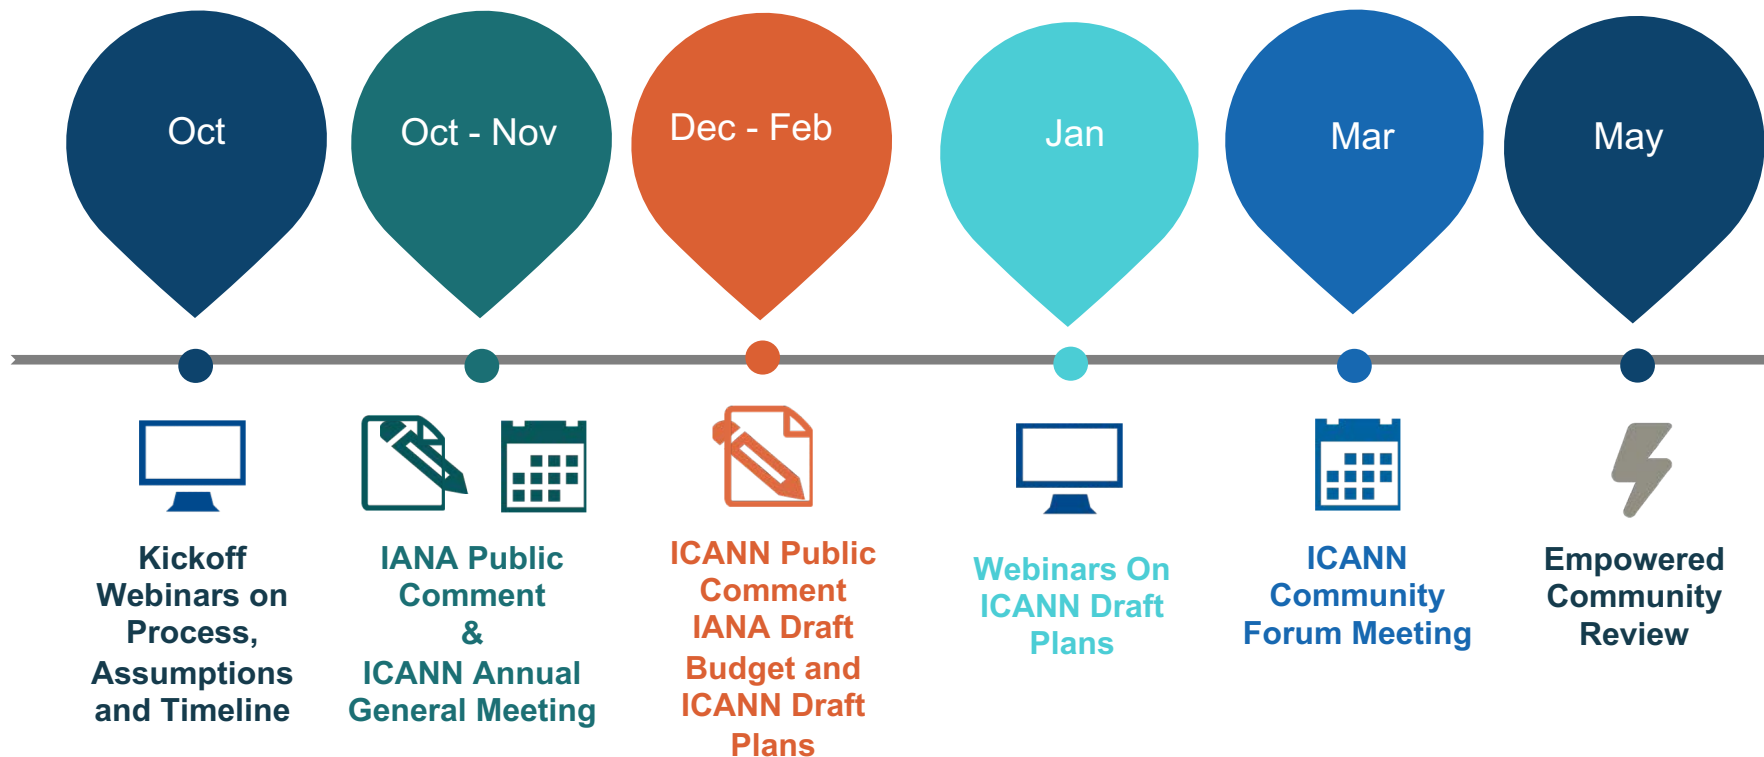 Oct
Oct - Nov
Dec - Feb
Jan
Mar
May
Kickoff
Webinars on
Process,
Assumptions
and Timeline
IANA Public
Comment
&
ICANN Annual
General Meeting
ICANN Public
Comment
IANA Draft
Budget and
ICANN Draft
Plans
Webinars On
ICANN Draft
Plans
ICANN
Community
Forum Meeting
Empowered
Community
Review